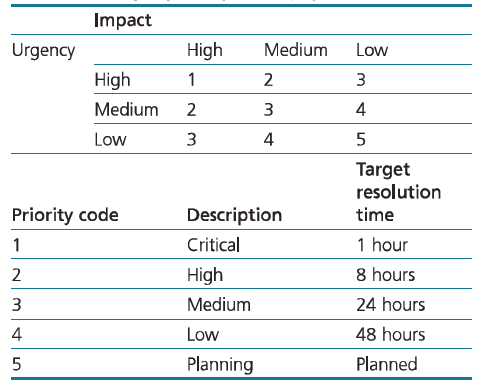 Impact
Urgency High Medium Low
High 1 2 3
Medium 2 3 4
Low 3 4 5
Target
resolution
Priority code Description time
1 Critical 1 hour
2 High 8 hours
3 Medium 24 hours
4 Low 48 hours
5 Planning Planned